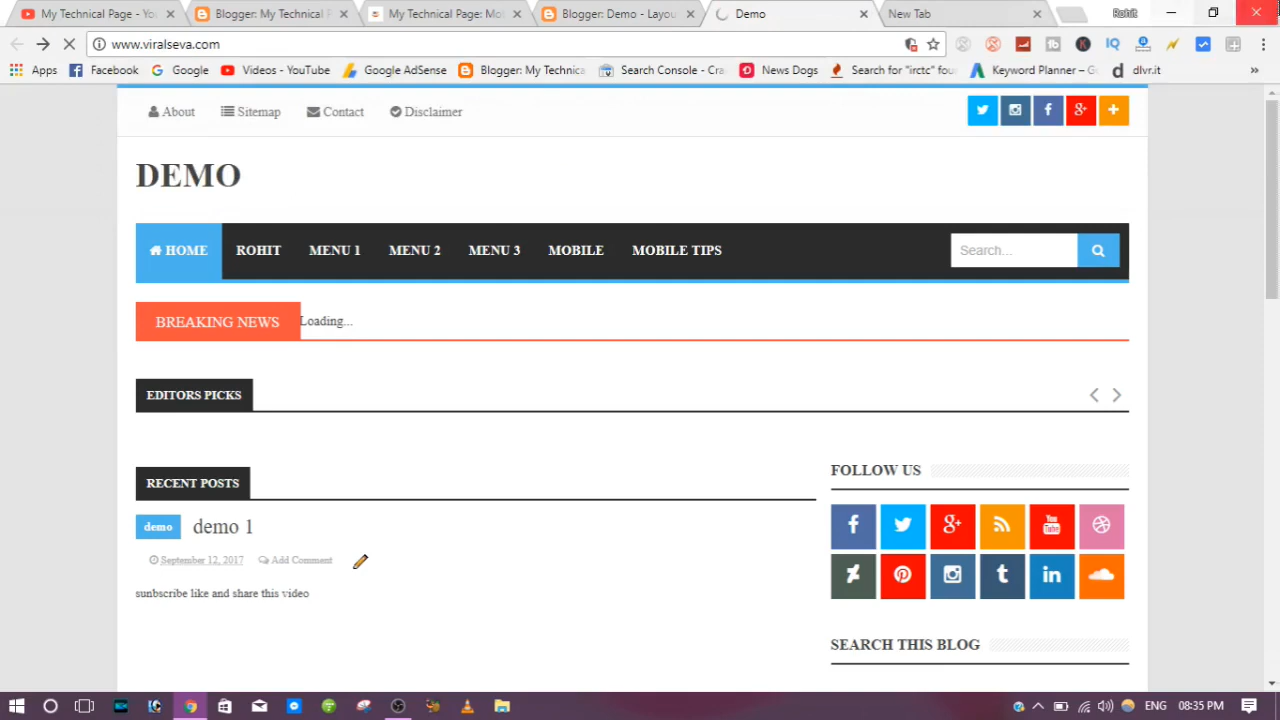 My Technical Page - You
Blogger: My Technical P
My Technical Page: Mob
Blogger: Demo - Layou
Demo
New Tab
Rohit
www.viralseva.com
Apps
Facebook
Google
Videos - YouTube
Google AdSense
Blogger: My Technica
Search Console - Cra
News Dogs
Search for "irctc" fou
Keyword Planner – G
dlvr.it
»
About
Sitemap
Contact
Disclaimer
DEMO
HOME
ROHIT
MENU 1
MENU 2
MENU 3
MOBILE
MOBILE TIPS
Search...
BREAKING NEWS
Loading...
EDITORS PICKS
RECENT POSTS
FOLLOW US
demo
demo 1
September 12, 2017
Add Comment
sunbscribe like and share this video
SEARCH THIS BLOG
ENG
08:35 PM